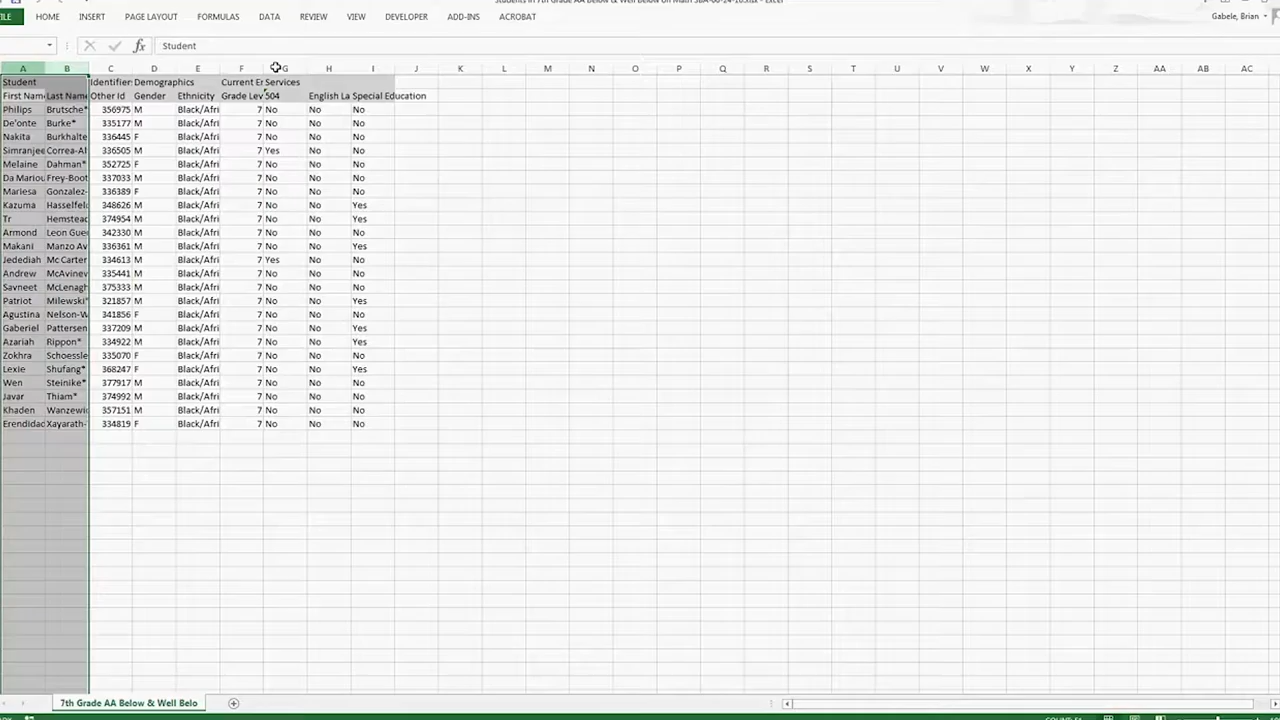 Students in 7th Grade AA Below & Well Below on Math SBA-06-24-16.xlsx - Excel
FILE HOME INSERT PAGE LAYOUT FORMULAS DATA REVIEW VIEW DEVELOPER ADD-INS ACROBAT Gabele, Brian
fx Student
A B C D E F G H I J K L M N O P Q R S T U V W X Y Z AA AB AC
Student Identifier Demographics Current Er Services
First Name Last Name Other Id Gender Ethnicity Grade Lev 504 English La Special Education
Philips Brutsche* 356975 M Black/Afri 7 No No No
De'onte Burke* 335177 M Black/Afri 7 No No No
Nakita Burkhalte 336445 F Black/Afri 7 No No No
Simranjee Correa-Al 336505 M Black/Afri 7 Yes No No
Melaine Dahman* 352725 F Black/Afri 7 No No No
Da Mariou Frey-Boot 337033 M Black/Afri 7 No No No
Mariesa Gonzalez- 336389 F Black/Afri 7 No No No
Kazuma Hasselfel 348626 M Black/Afri 7 No No Yes
Tr Hemstead 374954 M Black/Afri 7 No No Yes
Armond Leon Gue 342330 M Black/Afri 7 No No No
Makani Manzo Av 336361 M Black/Afri 7 No No Yes
Jedediah Mc Carter 334613 M Black/Afri 7 Yes No No
Andrew McAvinev 335441 M Black/Afri 7 No No No
Savneet McLenagh 375333 M Black/Afri 7 No No No
Patriot Milewski* 321857 M Black/Afri 7 No No Yes
Agustina Nelson-W 341856 F Black/Afri 7 No No No
Gaberiel Pattersen 337209 M Black/Afri 7 No No Yes
Azariah Rippon* 334922 M Black/Afri 7 No No Yes
Zokhra Schoessle 335070 F Black/Afri 7 No No No
Lexie Shufang* 368247 F Black/Afri 7 No No Yes
Wen Steinike* 377917 M Black/Afri 7 No No No
Javar Thiam* 374992 M Black/Afri 7 No No No
Khaden Wanzewi 357151 M Black/Afri 7 No No No
Erendidad Xayarath- 334819 F Black/Afri 7 No No No
7th Grade AA Below & Well Belo